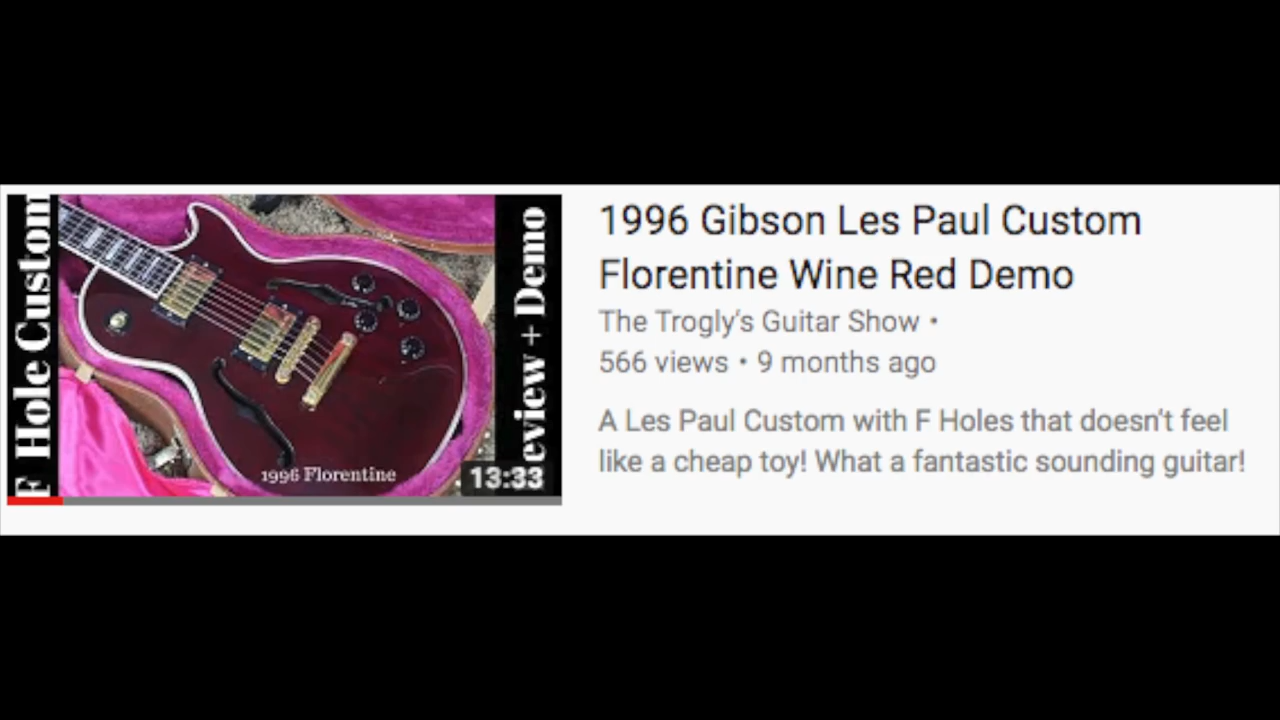 F Hole Custom
eview + Demo
1996 Florentine
13:33
1996 Gibson Les Paul Custom
Florentine Wine Red Demo
The Trogly's Guitar Show •
566 views • 9 months ago
A Les Paul Custom with F Holes that doesn't feel
like a cheap toy! What a fantastic sounding guitar!